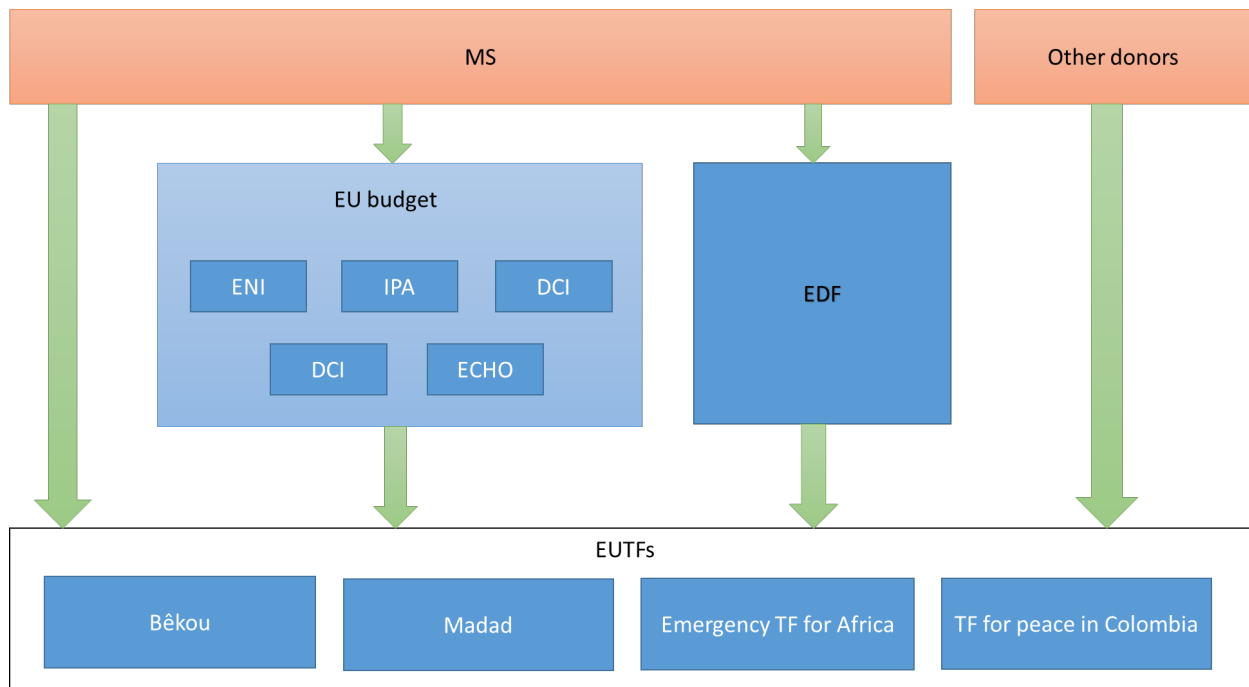 MS
Other donors
EU budget
ENI
IPA
DCI
DCI
ECHO
EDF
EUTFs
Bêkou
Madad
Emergency TF for Africa
TF for peace in Colombia